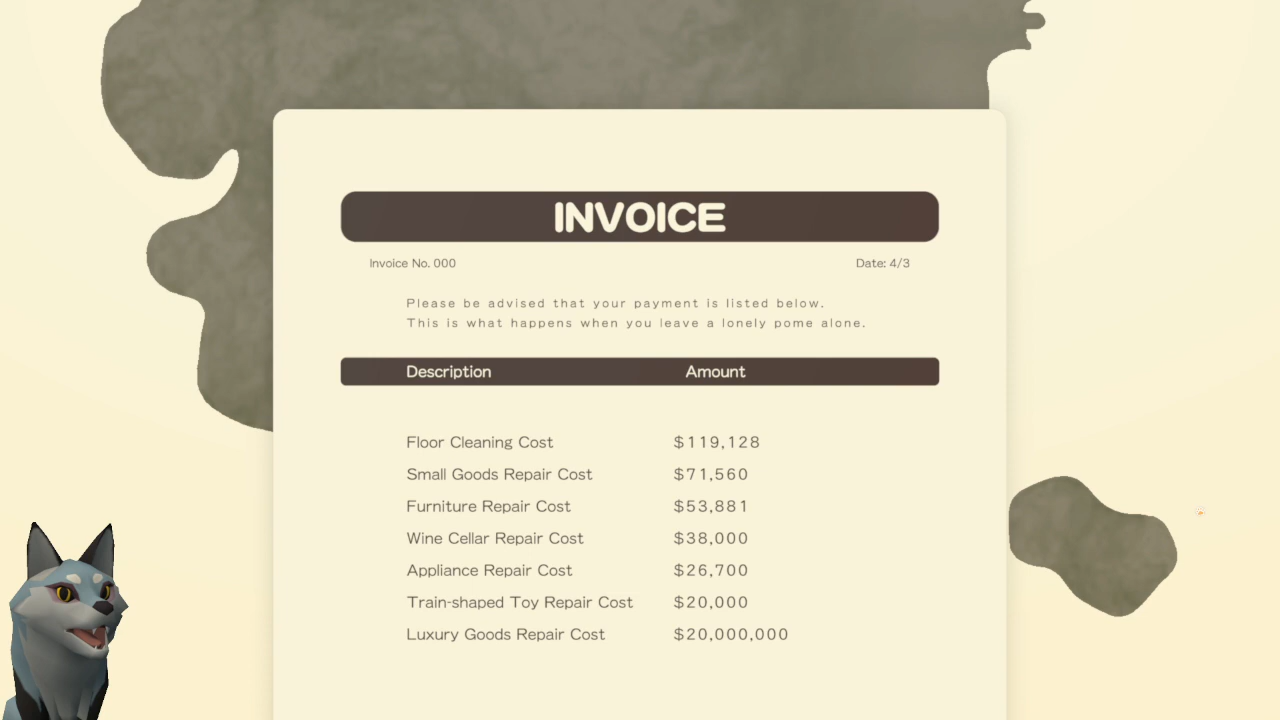 INVOICE
Invoice No. 000
Date: 4/3
Please be advised that your payment is listed below.
This is what happens when you leave a lonely pome alone.
Description Amount
Floor Cleaning Cost $119,128
Small Goods Repair Cost $71,560
Furniture Repair Cost $53,881
Wine Cellar Repair Cost $38,000
Appliance Repair Cost $26,700
Train-shaped Toy Repair Cost $20,000
Luxury Goods Repair Cost $20,000,000